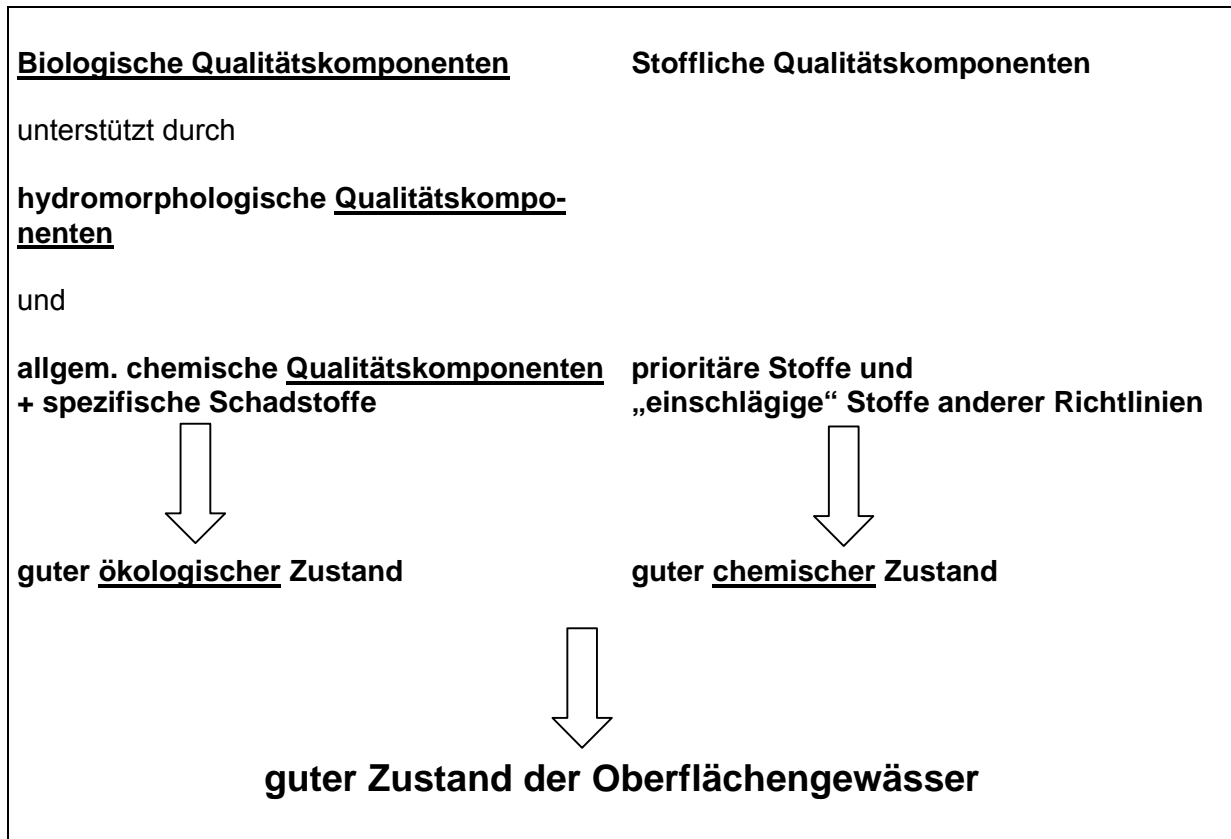 Biologische Qualitätskomponenten
Stoffliche Qualitätskomponenten
unterstützt durch
hydromorphologische Qualitätskompo-
nenten
und
allgem. chemische Qualitätskomponenten
+ spezifische Schadstoffe
prioritäre Stoffe und
„einschlägige“ Stoffe anderer Richtlinien
guter ökologischer Zustand
guter chemischer Zustand
guter Zustand der Oberflächengewässer